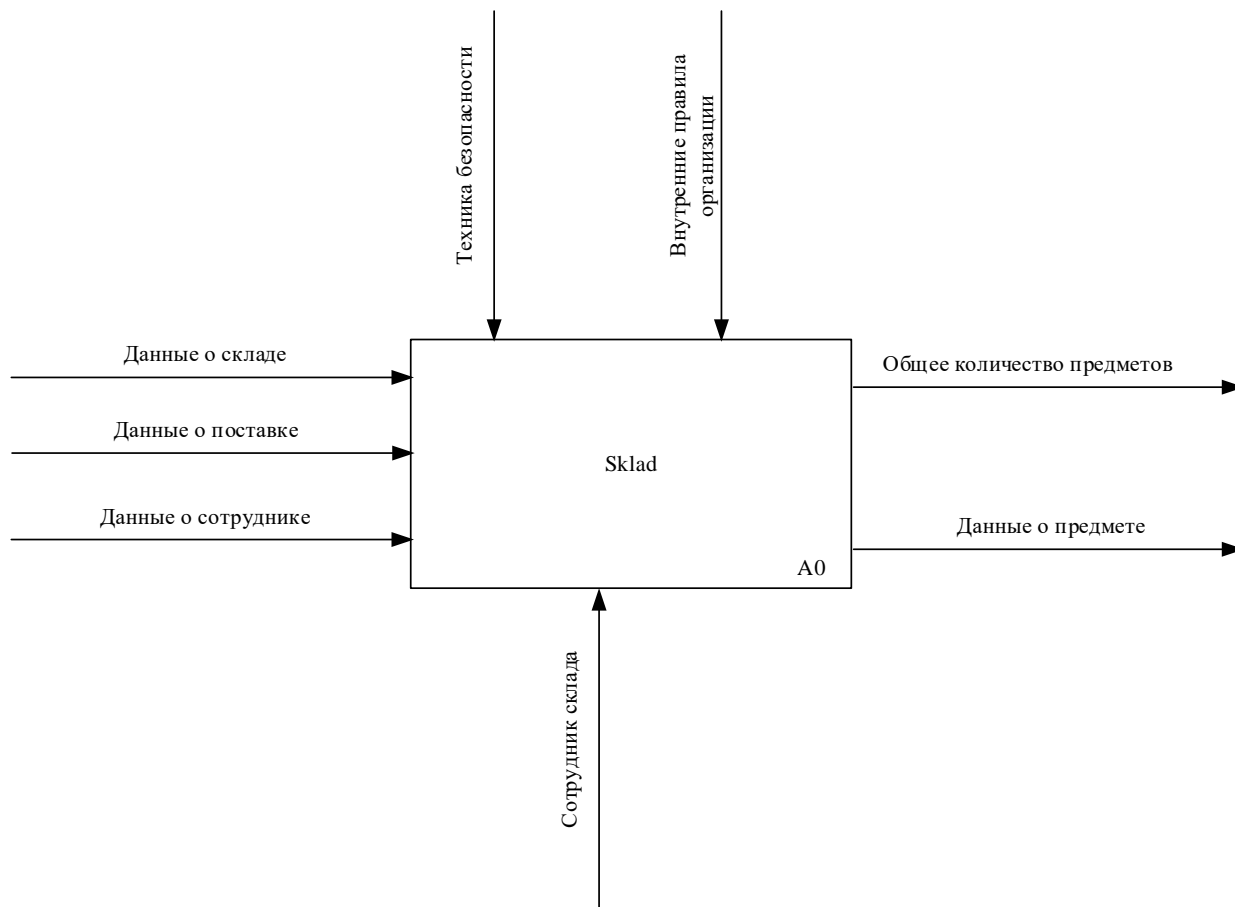 Техника безопасности
Внутренние правила
организации
Данные о складе
Общее количество предметов
Данные о поставке
Sklad
Данные о сотруднике
Данные о предмете
A0
Сотрудник склада